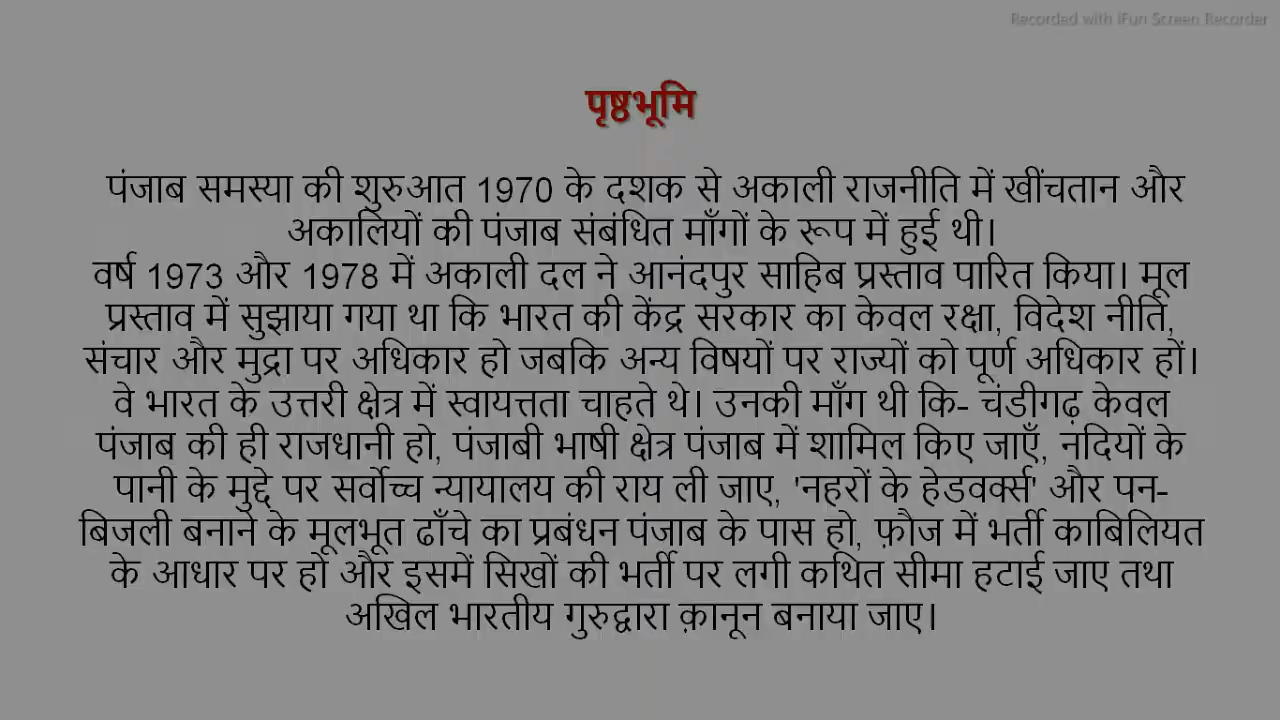 Recorded with iFun Screen Recorder
पृष्ठभूमि
पंजाब समस्या की शुरुआत 1970 के दशक से अकाली राजनीति में खींचतान और
अकालियों की पंजाब संबंधित माँगों के रूप में हुई थी।
वर्ष 1973 और 1978 में अकाली दल ने आनंदपुर साहिब प्रस्ताव पारित किया। मूल
प्रस्ताव में सुझाया गया था कि भारत की केंद्र सरकार का केवल रक्षा, विदेश नीति,
संचार और मुद्रा पर अधिकार हो जबकि अन्य विषयों पर राज्यों को पूर्ण अधिकार हों।
वे भारत के उत्तरी क्षेत्र में स्वायत्तता चाहते थे। उनकी माँग थी कि- चंडीगढ़ केवल
पंजाब की ही राजधानी हो, पंजाबी भाषी क्षेत्र पंजाब में शामिल किए जाएँ, नदियों के
पानी के मुद्दे पर सर्वोच्च न्यायालय की राय ली जाए, 'नहरों के हेडवर्क्स' और पन-
बिजली बनाने के मूलभूत ढाँचे का प्रबंधन पंजाब के पास हो, फ़ौज में भर्ती काबिलियत
के आधार पर हो और इसमें सिखों की भर्ती पर लगी कथित सीमा हटाई जाए तथा
अखिल भारतीय गुरुद्वारा क़ानून बनाया जाए।